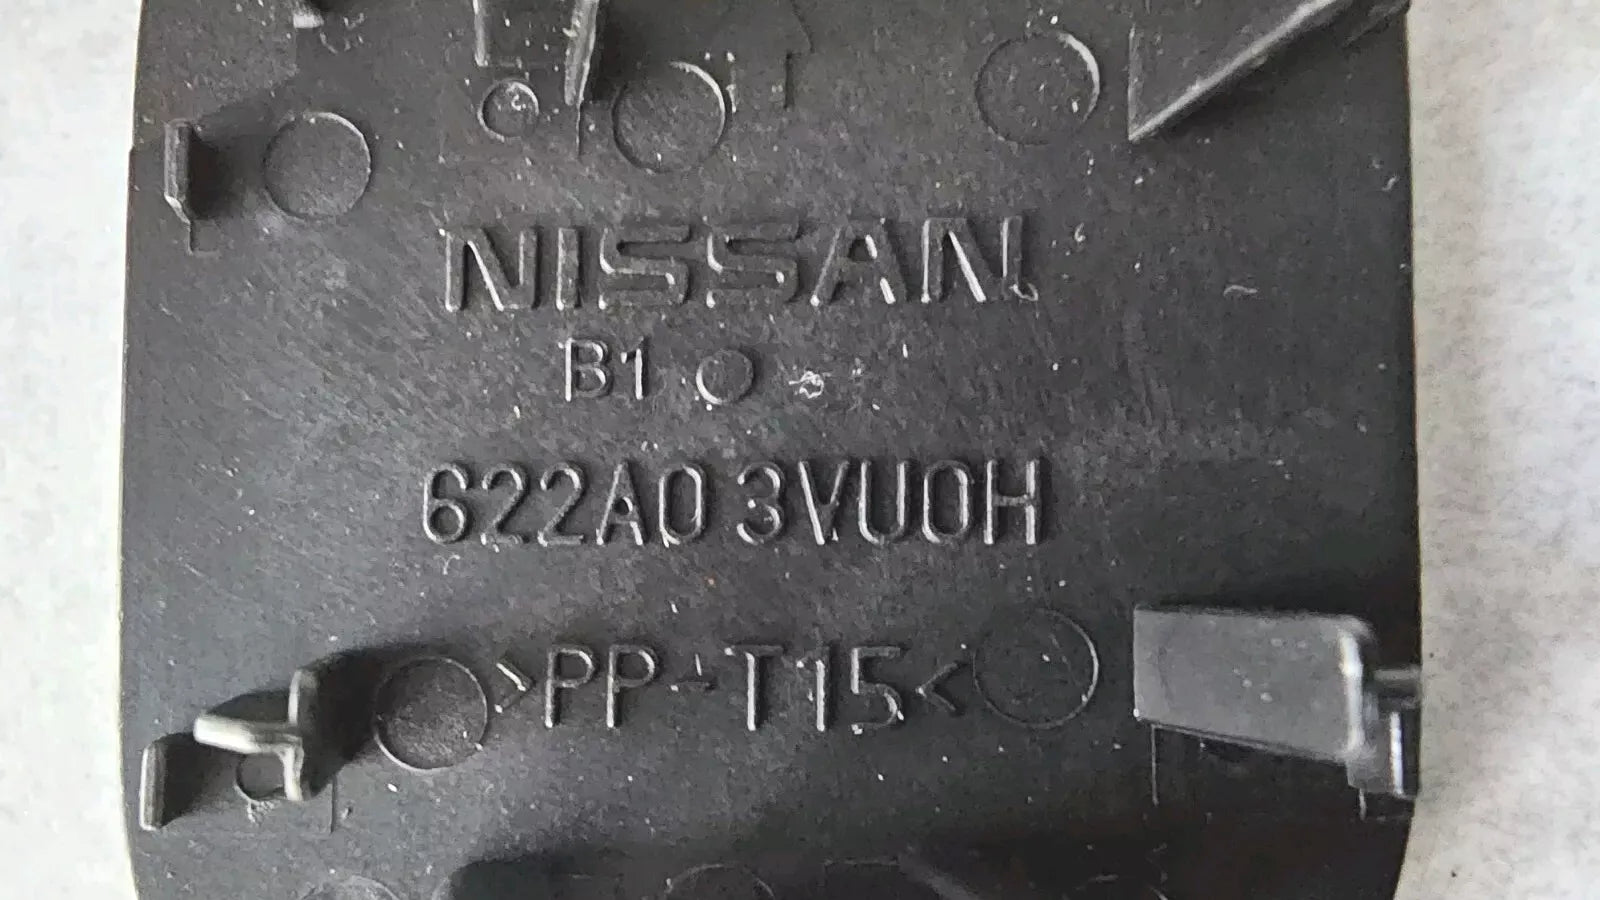 NISSAN
B1
622A0 3VU0H
>PP-T15<